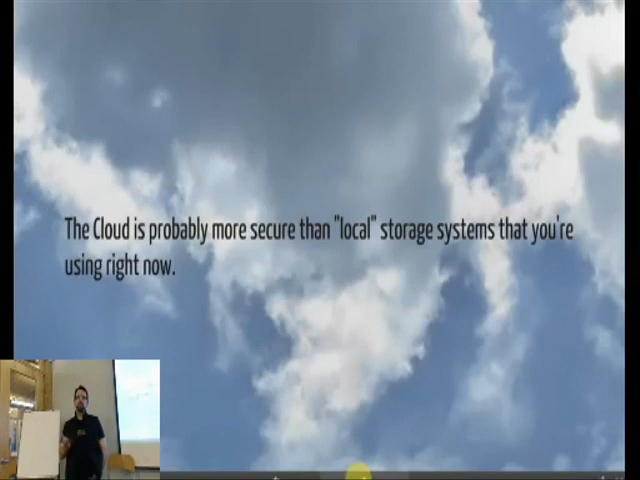 The Cloud is probably more secure than "local" storage systems that you're
using right now.